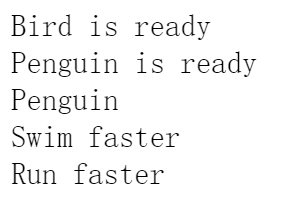 Bird is ready
Penguin is ready
Penguin
Swim faster
Run faster